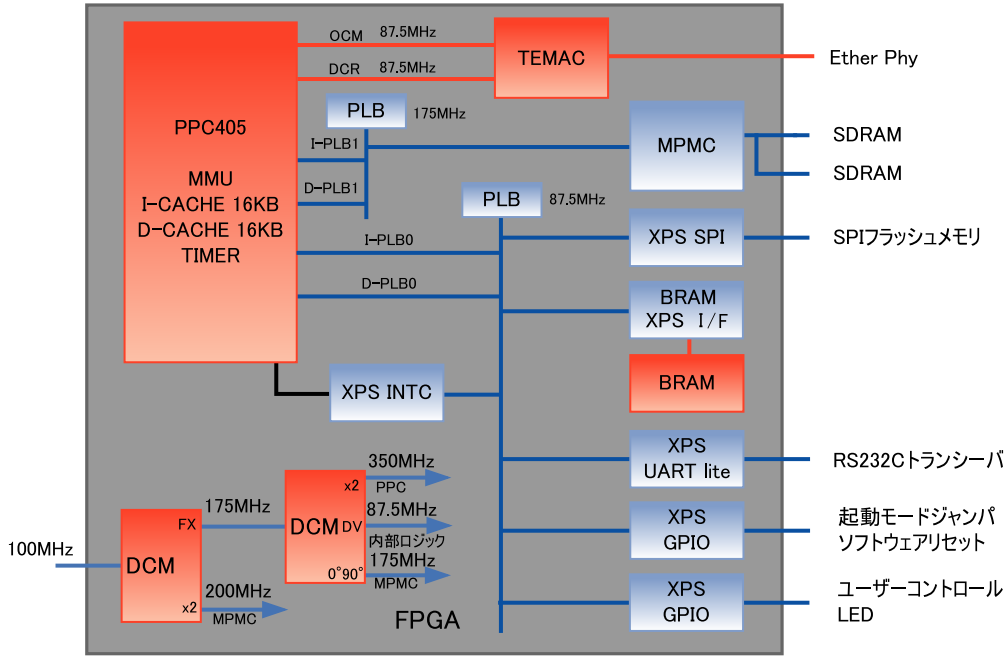 OCM 87.5MHz
DCR 87.5MHz
TEMAC
Ether Phy
PPC405
MMU
I-CACHE 16KB
D-CACHE 16KB
TIMER
PLB
175MHz
I-PLB1
D-PLB1
MPMC
SDRAM
SDRAM
PLB
87.5MHz
I-PLB0
D-PLB0
XPS SPI
SPIフラッシュメモリ
BRAM
XPS I/F
BRAM
XPS INTC
XPS
UART lite
RS232Cトランシーバ
XPS
GPIO
起動モードジャンパ
ソフトウェアリセット
XPS
GPIO
ユーザーコントロール
LED
100MHz
DCM
FX
x2
175MHz
200MHz
MPMC
DCM
x2
DV
0°90°
350MHz
PPC
87.5MHz
内部ロジック
175MHz
MPMC
FPGA